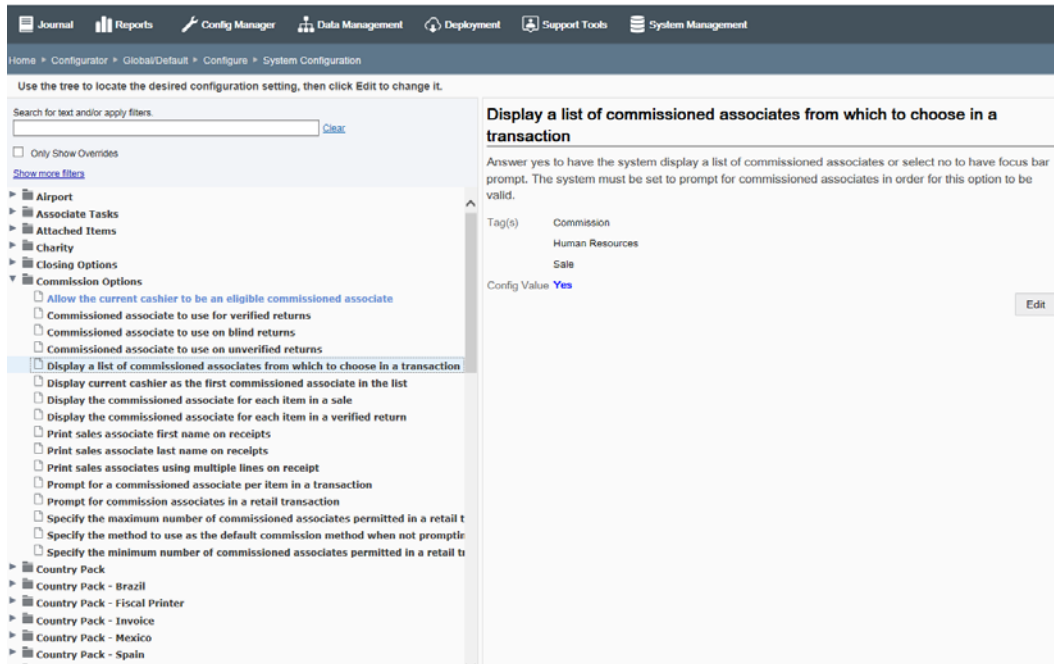 Journal Reports Config Manager Data Management Deployment Support Tools System Management
Home ▸ Configurator ▸ Global/Default ▸ Configure ▸ System Configuration
Use the tree to locate the desired configuration setting, then click Edit to change it.
Search for text and/or apply filters.
Clear
Only Show Overrides
Show more filters
Airport
Associate Tasks
Attached Items
Charity
Closing Options
Commission Options
Allow the current cashier to be an eligible commissioned associate
Commissioned associate to use for verified returns
Commissioned associate to use on blind returns
Commissioned associate to use on unverified returns
Display a list of commissioned associates from which to choose in a transaction
Display current cashier as the first commissioned associate in the list
Display the commissioned associate for each item in a sale
Display the commissioned associate for each item in a verified return
Print sales associate first name on receipts
Print sales associate last name on receipts
Print sales associates using multiple lines on receipt
Prompt for a commissioned associate per item in a transaction
Prompt for commission associates in a retail transaction
Specify the maximum number of commissioned associates permitted in a retail t
Specify the method to use as the default commission method when not promptin
Specify the minimum number of commissioned associates permitted in a retail tr
Country Pack
Country Pack - Brazil
Country Pack - Fiscal Printer
Country Pack - Invoice
Country Pack - Mexico
Country Pack - Spain
Display a list of commissioned associates from which to choose in a
transaction
Answer yes to have the system display a list of commissioned associates or select no to have focus bar
prompt. The system must be set to prompt for commissioned associates in order for this option to be
valid.
Tag(s) Commission
Human Resources
Sale
Config Value Yes
Edit